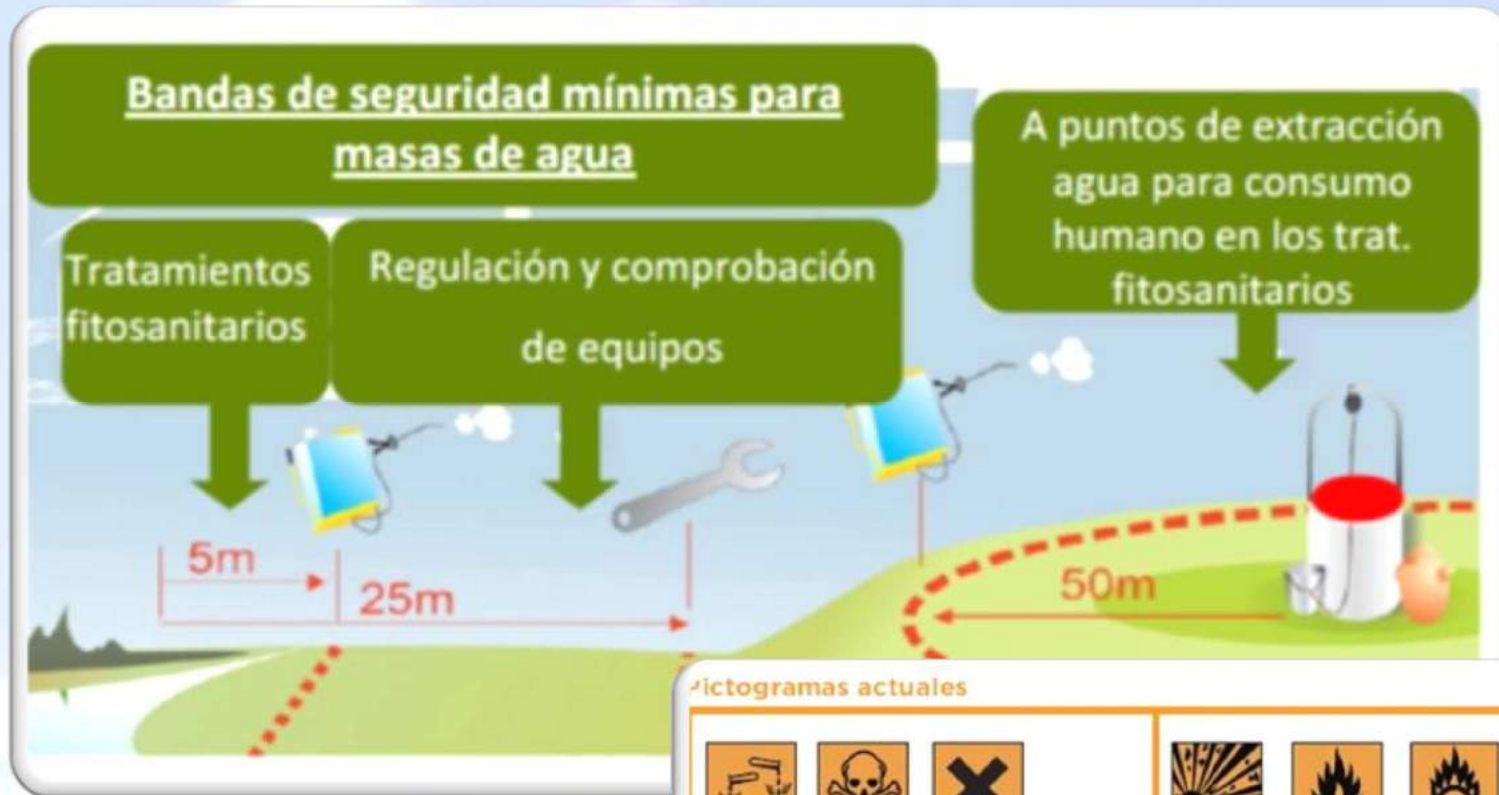 Bandas de seguridad mínimas para
masas de agua
A puntos de extracción
agua para consumo
humano en los trat.
fitosanitarios
Tratamientos
fitosanitarios
Regulación y comprobación
de equipos
5m
25m
50m
ictogramas actuales